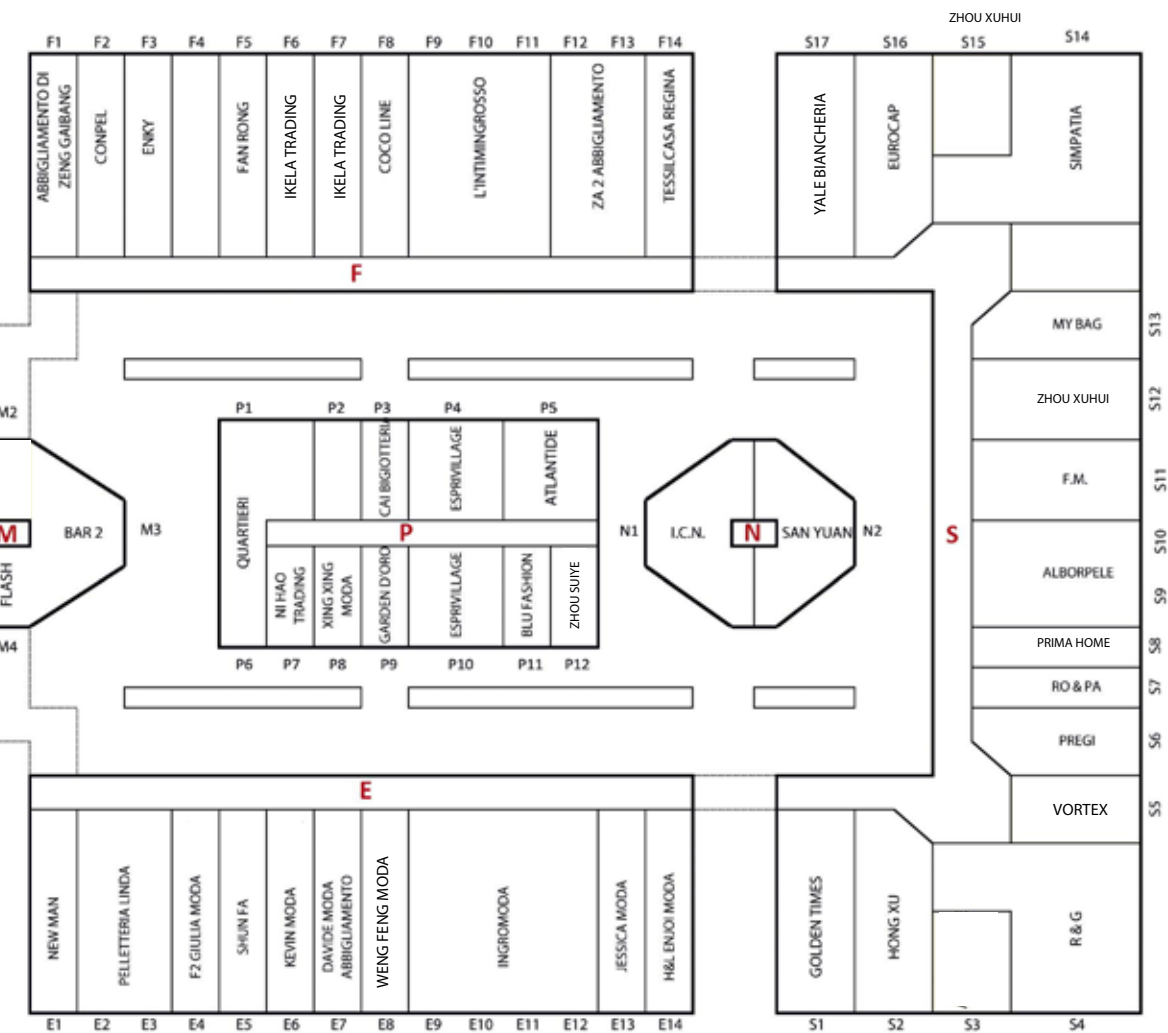 ZHOU XUHUI
F1 F2 F3 F4 F5 F6 F7 F8 F9 F10 F11 F12 F13 F14 S17 S16 S15 S14
ABBIGLIAMENTO DI
ZENG GAIBANG
CONPEL
ENKY
FAN RONG
IKELA TRADING
IKELA TRADING
COCO LINE
L'INTIMINGROSSO
ZA 2 ABBIGLIAMENTO
TESSILCASA REGINA
YALE BIANCHERIA
EUROCAP
SIMPATIA
F
MY BAG
S13
ZHOU XUHUI
S12
F.M.
S11
S10
ALBORPELE
S9
PRIMA HOME
S8
RO & PA
S7
PREGI
S6
VORTEX
S5
S
M2
M
FLASH
M4
BAR 2
M3
P1 P2 P3 P4 P5
QUARTIERI
CAI BIGIOTTERIA
ESPRIVILLAGE
ATLANTIDE
P
NI HAO
TRADING
XING XING
MODA
GARDEN D'ORO
ESPRIVILLAGE
BLU FASHION
ZHOU SUIYE
P6 P7 P8 P9 P10 P11 P12
N1
I.C.N.
N
SAN YUAN
N2
E
NEW MAN
PELLETTERIA LINDA
F2 GIULIA MODA
SHUN FA
KEVIN MODA
DAVIDE MODA
ABBIGLIAMENTO
WENG FENG MODA
INGROMODA
JESSICA MODA
H&L ENJOI MODA
GOLDEN TIMES
HONG XU
R & G
E1 E2 E3 E4 E5 E6 E7 E8 E9 E10 E11 E12 E13 E14 S1 S2 S3 S4